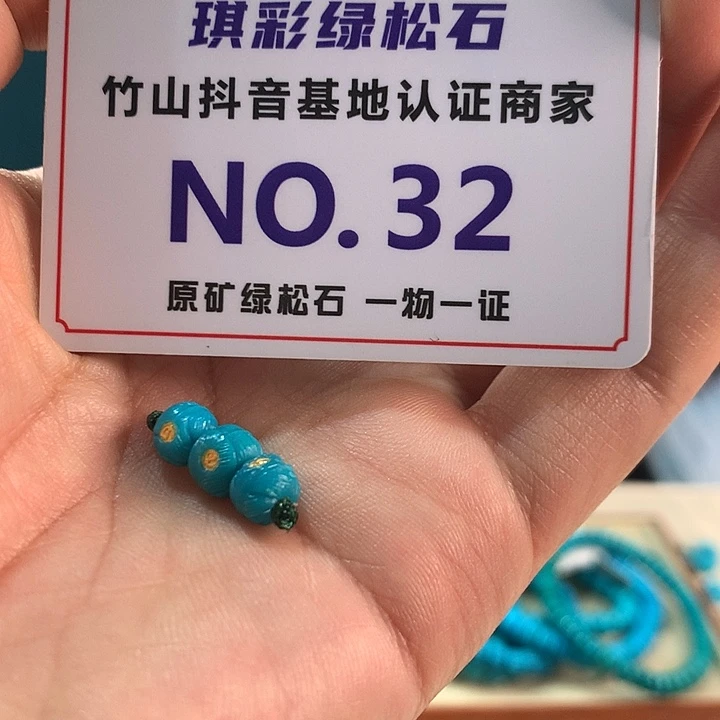 琪彩绿松石
竹山抖音基地认证商家
NO. 32
原矿绿松石 一物一证